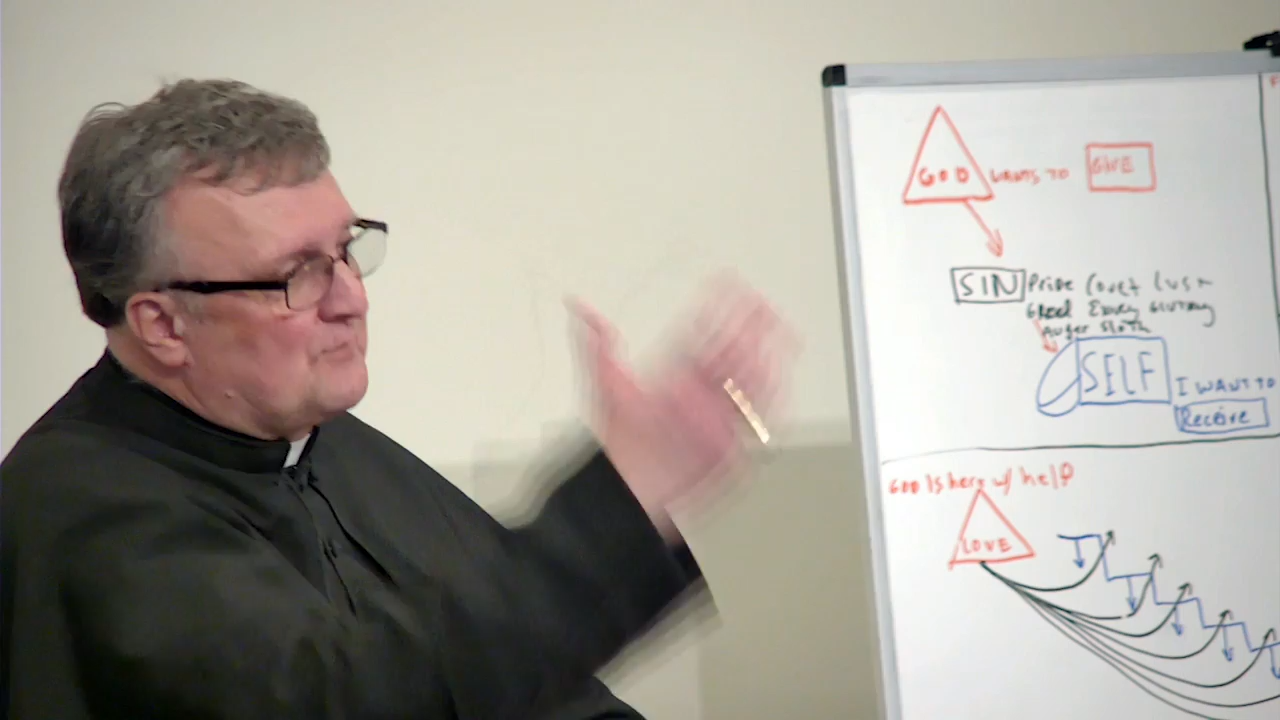 GOD WANTS TO GIVE
SIN Pride Covet Lust
Greed Envy Gluttony
Anger Sloth
SELF I WANT TO
Receive
GOD Is here w/ help
LOVE